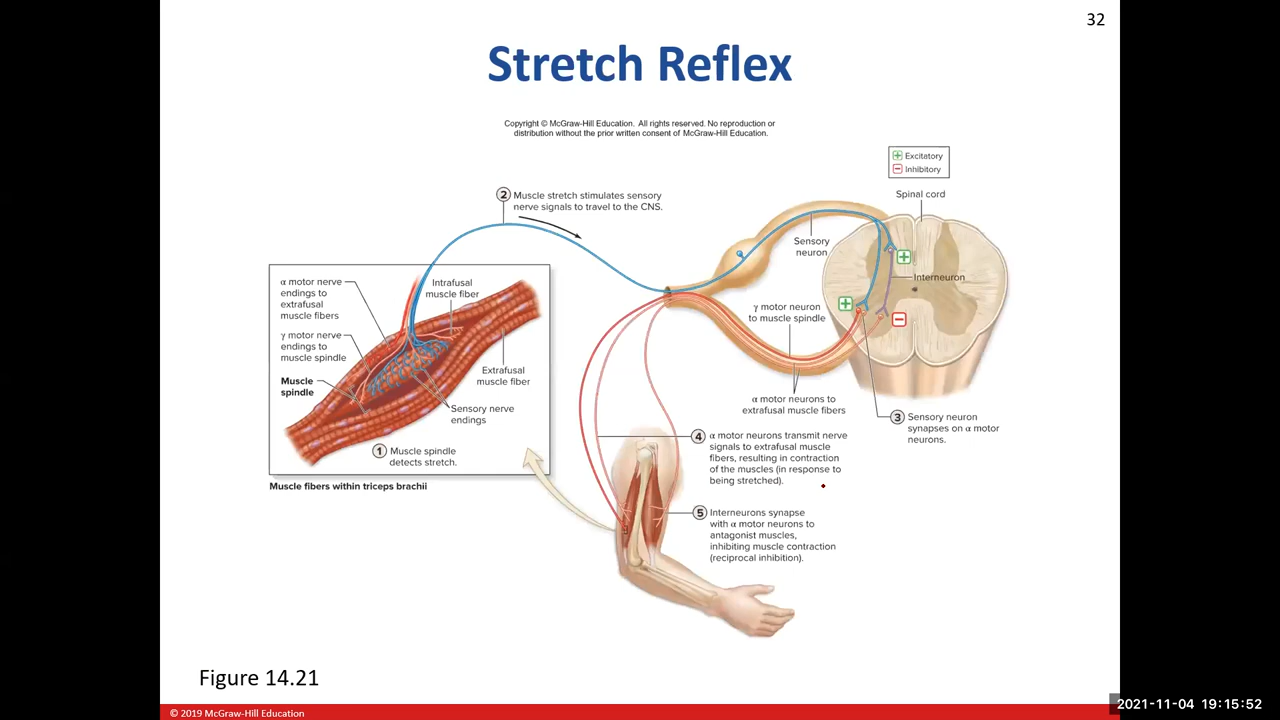 32
Stretch Reflex
Copyright © McGraw-Hill Education. All rights reserved. No reproduction or
distribution without the prior written consent of McGraw-Hill Education.
+ Excitatory
− Inhibitory
Spinal cord
2 Muscle stretch stimulates sensory
nerve signals to travel to the CNS.
Sensory
neuron
+
Interneuron
α motor nerve
endings to
extrafusal
muscle fibers
Intrafusal
muscle fiber
γ motor nerve
endings to
muscle spindle
Muscle
spindle
Extrafusal
muscle fiber
Sensory nerve
endings
1 Muscle spindle
detects stretch.
Muscle fibers within triceps brachii
γ motor neuron
to muscle spindle
+
−
α motor neurons to
extrafusal muscle fibers
3 Sensory neuron
synapses on α motor
neurons.
4 α motor neurons transmit nerve
signals to extrafusal muscle
fibers, resulting in contraction
of the muscles (in response to
being stretched).
5 Interneurons synapse
with α motor neurons to
antagonist muscles,
inhibiting muscle contraction
(reciprocal inhibition).
Figure 14.21
© 2019 McGraw-Hill Education
2021-11-04 19:15:52